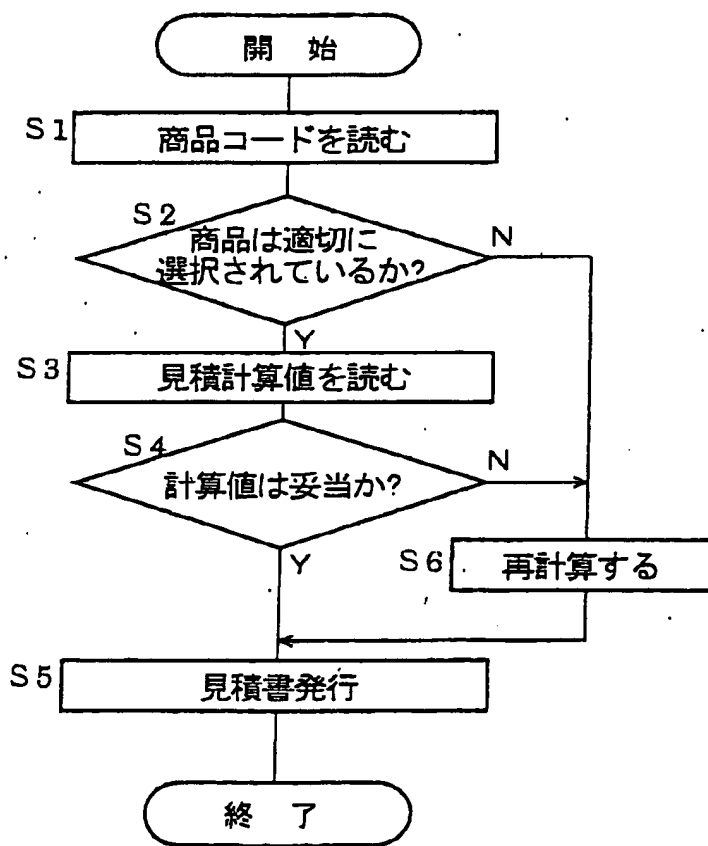 開 始
S1
商品コードを読む
S2
商品は適切に
選択されているか?
N
Y
S3
見積計算値を読む
S4
計算値は妥当か?
N
Y
S6
再計算する
S5
見積書発行
終 了